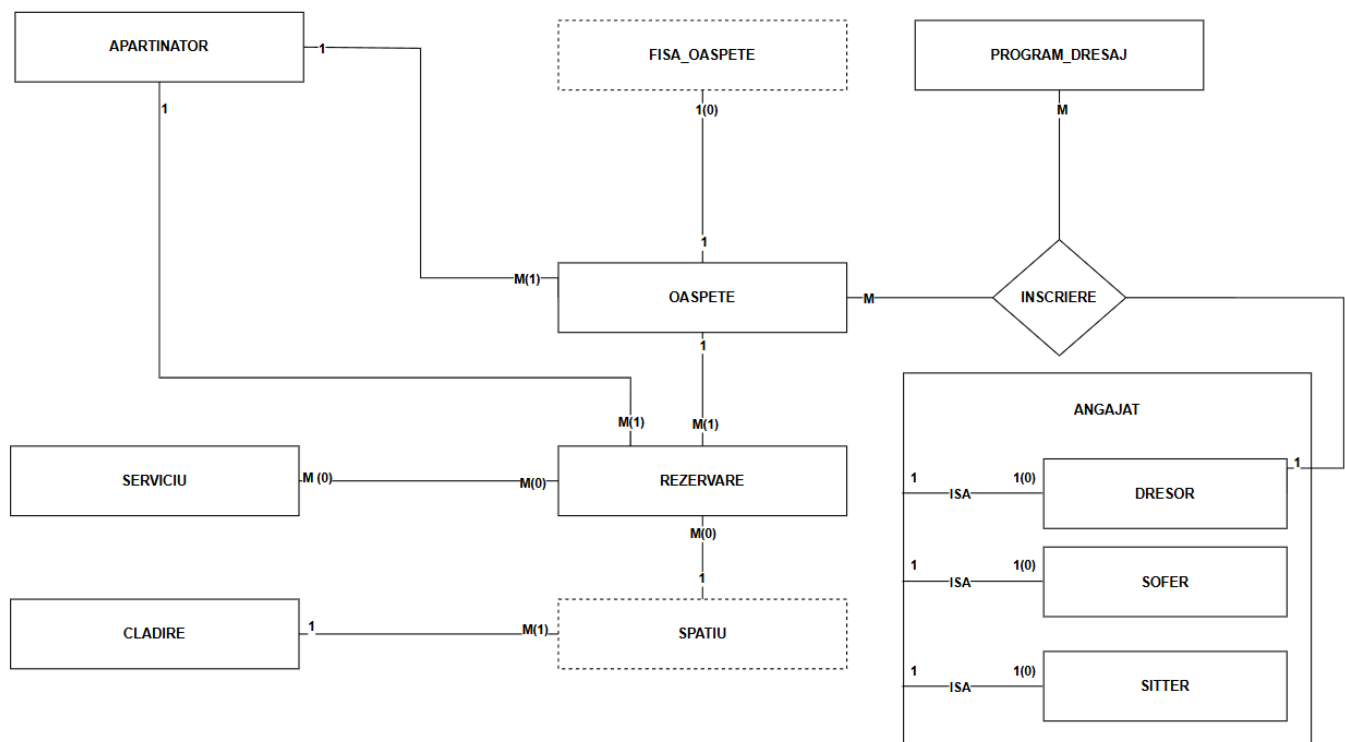 APARTINATOR
FISA_OASPETE
PROGRAM_DRESAJ
1
1
1(0)
M
1
M(1)
OASPETE
M
INSCRIERE
1
M(1)
M(1)
ANGAJAT
SERVICIU
M (0)
M(0)
REZERVARE
1
1
ISA
1(0)
DRESOR
M(0)
1
1
ISA
1(0)
SOFER
CLADIRE
1
M(1)
SPATIU
1
ISA
1(0)
SITTER